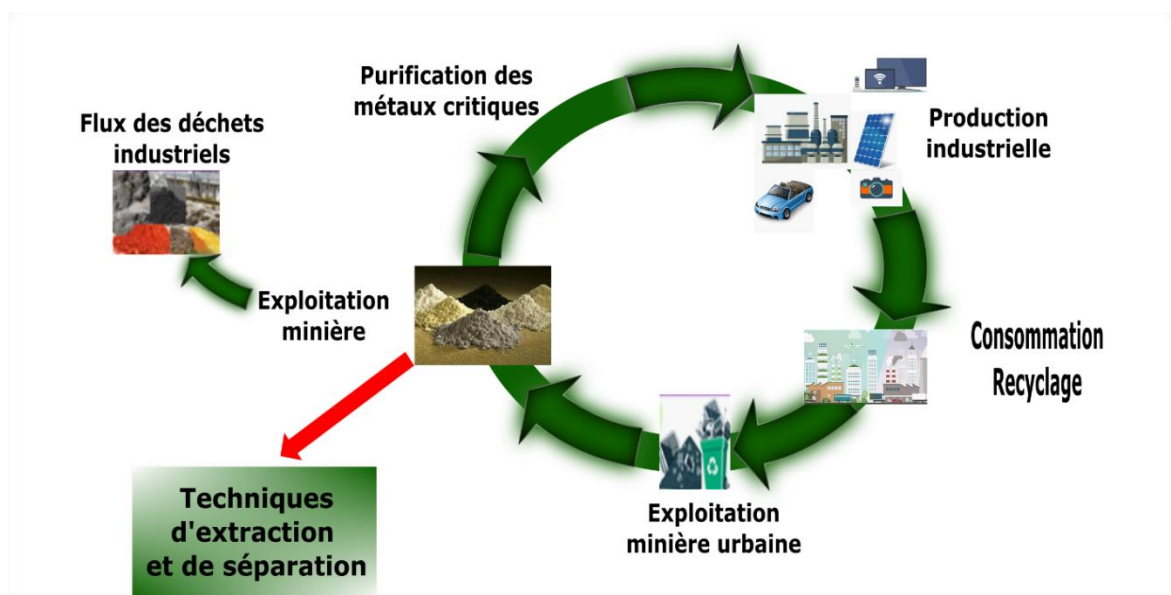 Purification des
métaux critiques
Flux des déchets
industriels
Production
industrielle
Exploitation
minière
Consommation
Recyclage
Techniques
d'extraction
et de séparation
Exploitation
minière urbaine